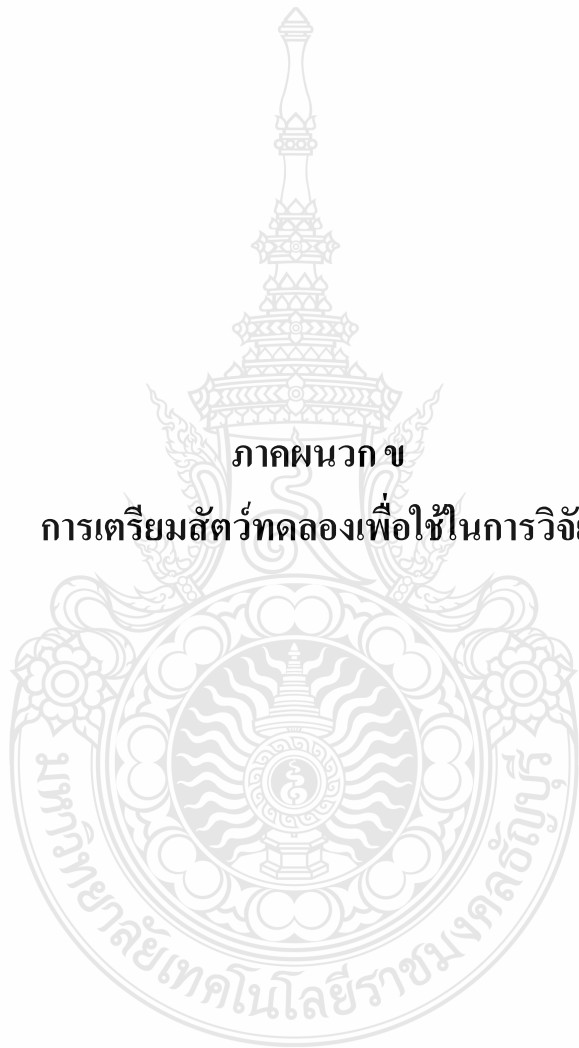 ภาคผนวก ข
การเตรียมสัตว์ทดลองเพื่อใช้ในการวิจัย
มหาวิทยาลัยเทคโนโลยีราชมงคลธัญบุรี